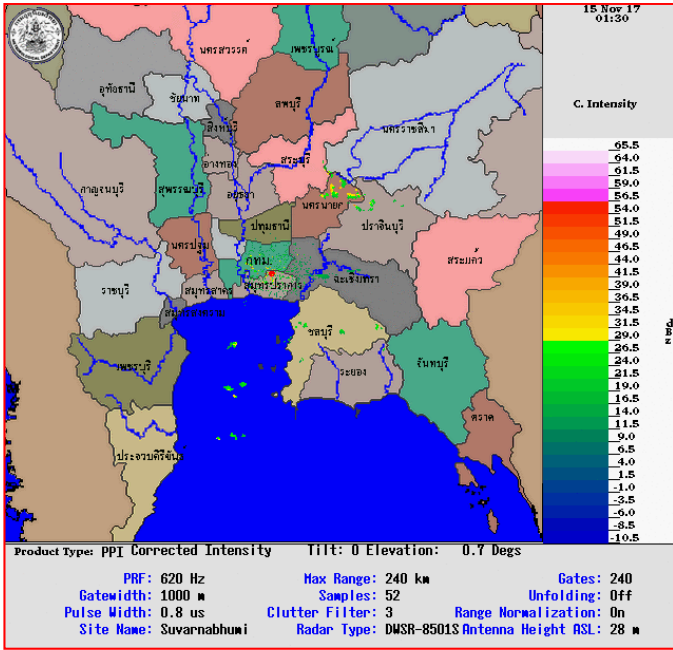 15 Nov 17
01:30
C. Intensity
นครสวรรค์
เพชรบูรณ์
อุทัยธานี
ชัยนาท
ลพบุรี
สิงห์บุรี
นครราชสีมา
อ่างทอง
สระบุรี
กาญจนบุรี
สุพรรณบุรี
อยุธยา
นครนายก
ปราจีนบุรี
ปทุมธานี
นครปฐม
กทม.
สระแก้ว
ราชบุรี
สมุทรสาคร
สมุทรปราการ
ฉะเชิงเทรา
สมุทรสงคราม
ชลบุรี
เพชรบุรี
ระยอง
จันทบุรี
ตราด
ประจวบคีรีขันธ์
65.5
64.0
61.5
59.0
56.5
54.0
51.5
49.0
46.5
44.0
41.5
39.0
36.5
34.0
31.5
29.0
26.5
24.0
21.5
19.0
16.5
14.0
11.5
9.0
6.5
4.0
1.5
-1.0
-3.5
-6.0
-8.5
-10.5
Product Type: PPI Corrected Intensity Tilt: 0 Elevation: 0.7 Degs
PRF: 620 Hz Max Range: 240 km Gates: 240
Gatewidth: 1000 m Samples: 52 Unfolding: Off
Pulse Width: 0.8 us Clutter Filter: 3 Range Normalization: On
Site Name: Suvarnabhumi Radar Type: DWSR-8501S Antenna Height ASL: 28 m